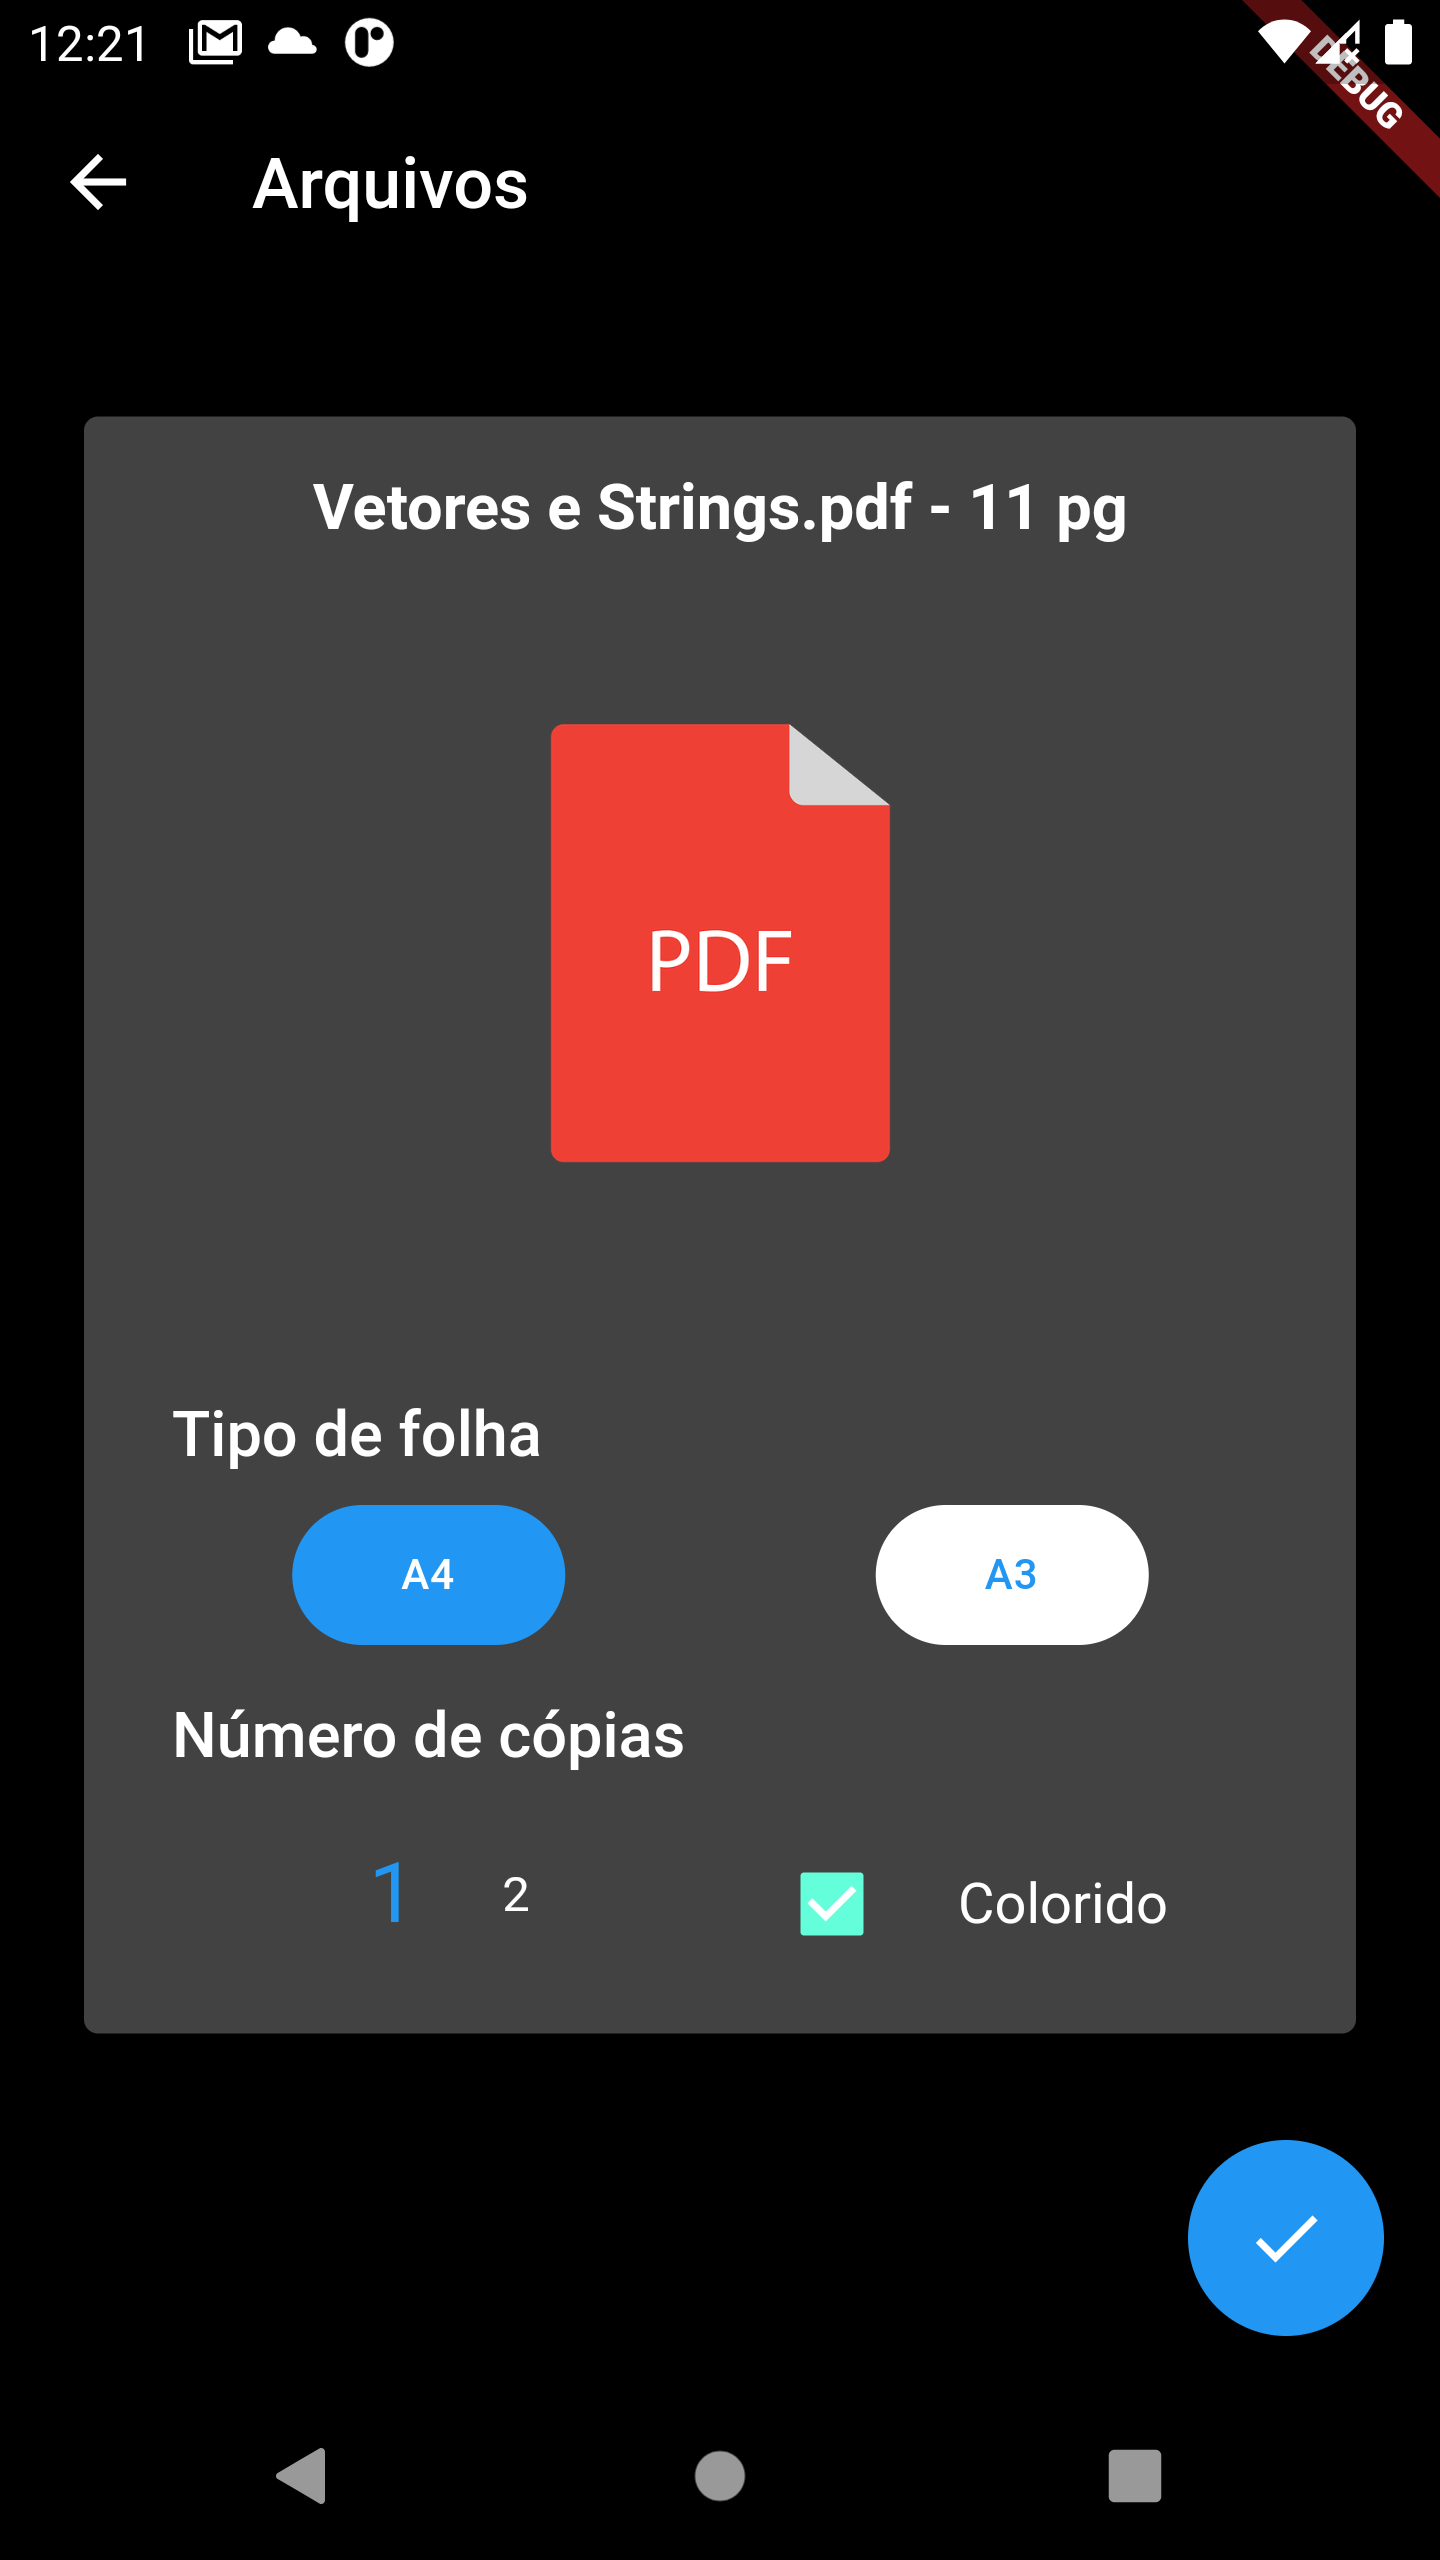 12:21
DEBUG
Arquivos
Vetores e Strings.pdf - 11 pg
PDF
Tipo de folha
A4 A3
Número de cópias
1 2 Colorido